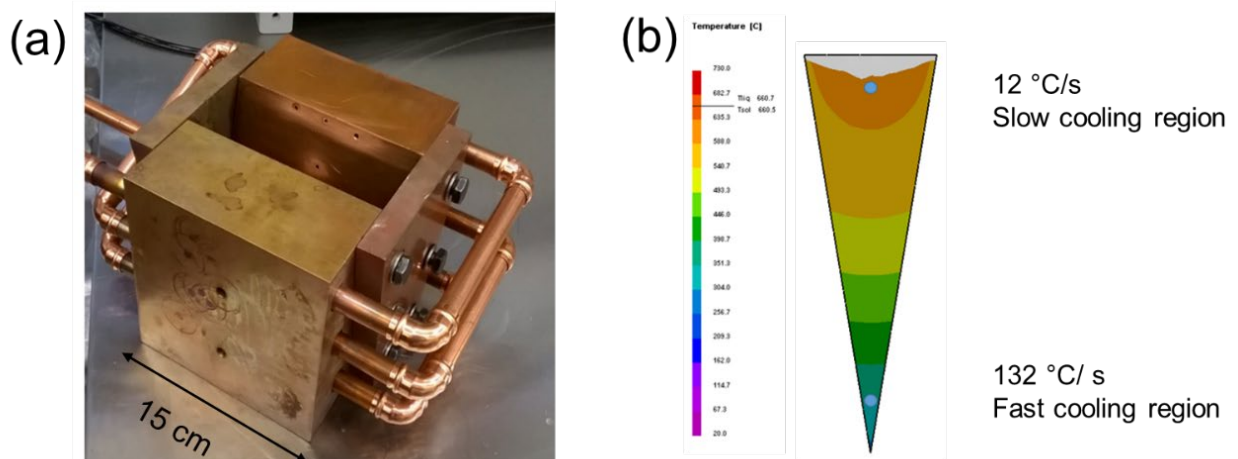 (a)
15 cm
(b)
Temperature [C]
730.0
682.7
635.3
588.0
540.7
493.3
446.0
398.7
351.3
304.0
256.7
209.3
162.0
114.7
67.3
20.0
Tliq 660.7
Tsol 660.5
12 °C/s
Slow cooling region
132 °C/ s
Fast cooling region